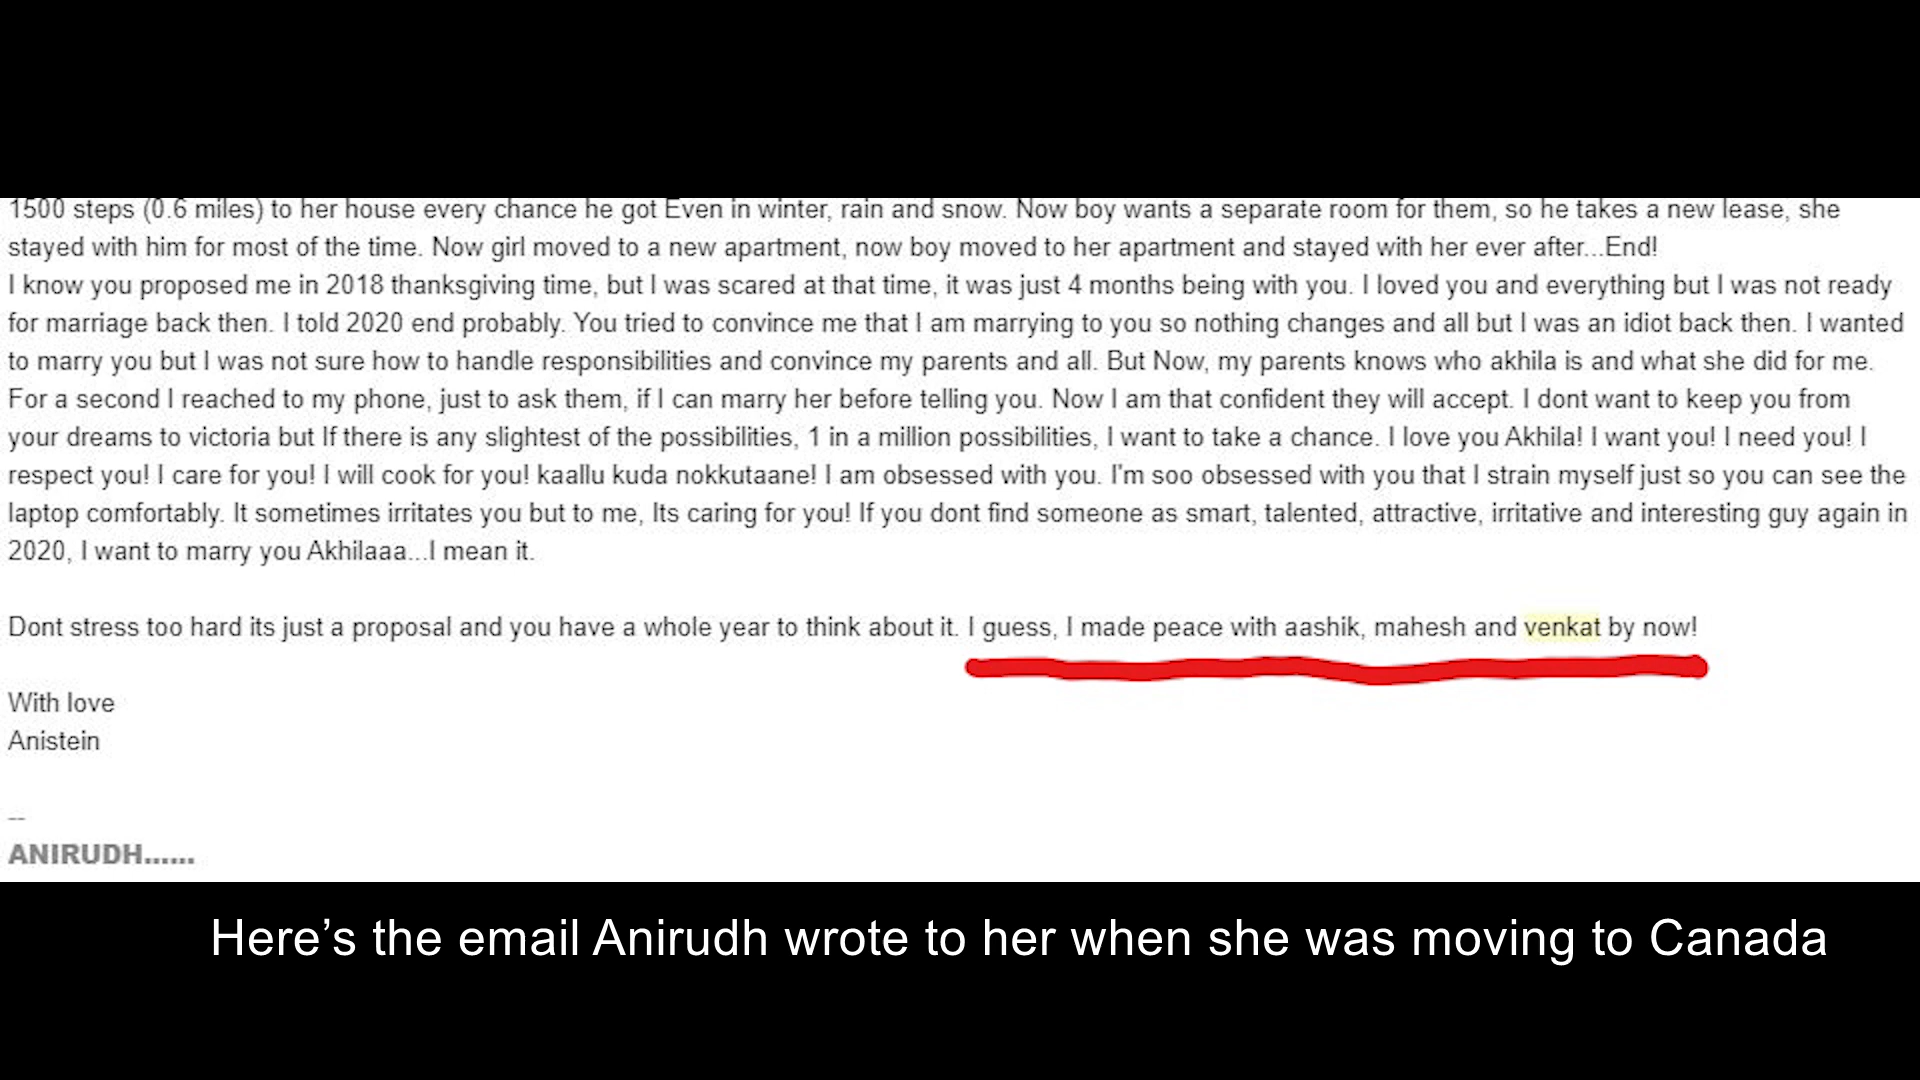 1500 steps (0.6 miles) to her house every chance he got Even in winter, rain and snow. Now boy wants a separate room for them, so he takes a new lease, she
stayed with him for most of the time. Now girl moved to a new apartment, now boy moved to her apartment and stayed with her ever after...End!
I know you proposed me in 2018 thanksgiving time, but I was scared at that time, it was just 4 months being with you. I loved you and everything but I was not ready
for marriage back then. I told 2020 end probably. You tried to convince me that I am marrying to you so nothing changes and all but I was an idiot back then. I wanted
to marry you but I was not sure how to handle responsibilities and convince my parents and all. But Now, my parents knows who akhila is and what she did for me.
For a second I reached to my phone, just to ask them, if I can marry her before telling you. Now I am that confident they will accept. I dont want to keep you from
your dreams to victoria but If there is any slightest of the possibilities, 1 in a million possibilities, I want to take a chance. I love you Akhila! I want you! I need you! I
respect you! I care for you! I will cook for you! kaallu kuda nokkutaane! I am obsessed with you. I'm soo obsessed with you that I strain myself just so you can see the
laptop comfortably. It sometimes irritates you but to me, Its caring for you! If you dont find someone as smart, talented, attractive, irritative and interesting guy again in
2020, I want to marry you Akhilaaa...I mean it.
Dont stress too hard its just a proposal and you have a whole year to think about it. I guess, I made peace with aashik, mahesh and venkat by now!
With love
Anistein
--
ANIRUDH......
Here’s the email Anirudh wrote to her when she was moving to Canada